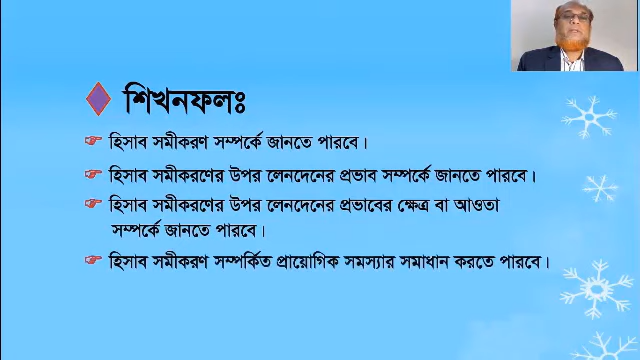 শিখনফলঃ
হিসাব সমীকরণ সম্পর্কে জানতে পারবে।
হিসাব সমীকরণের উপর লেনদেনের প্রভাব সম্পর্কে জানতে পারবে।
হিসাব সমীকরণের উপর লেনদেনের প্রভাবের ক্ষেত্র বা আওতা
সম্পর্কে জানতে পারবে।
হিসাব সমীকরণ সম্পর্কিত প্রায়োগিক সমস্যার সমাধান করতে পারবে।